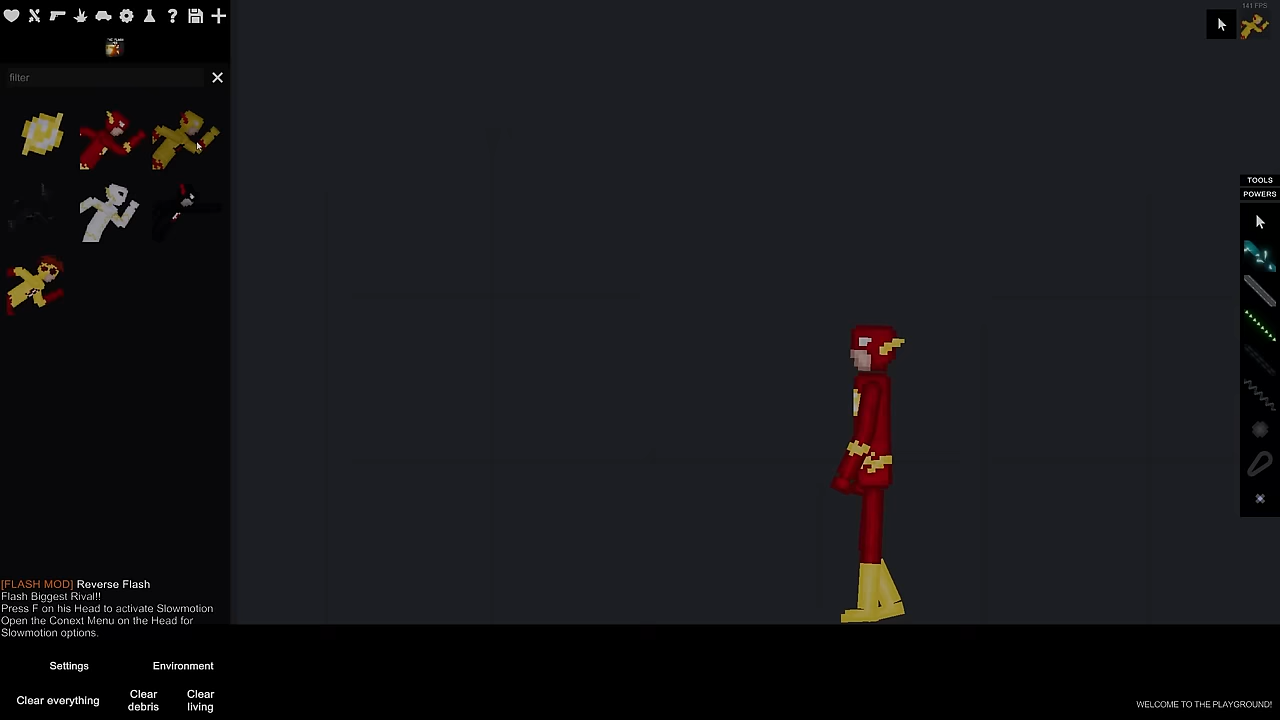 141 FPS
filter
TOOLS
POWERS
[FLASH MOD] Reverse Flash
Flash Biggest Rival!!
Press F on his Head to activate Slowmotion
Open the Conext Menu on the Head for
Slowmotion options.
Settings
Environment
Clear everything
Clear
debris
Clear
living
WELCOME TO THE PLAYGROUND!